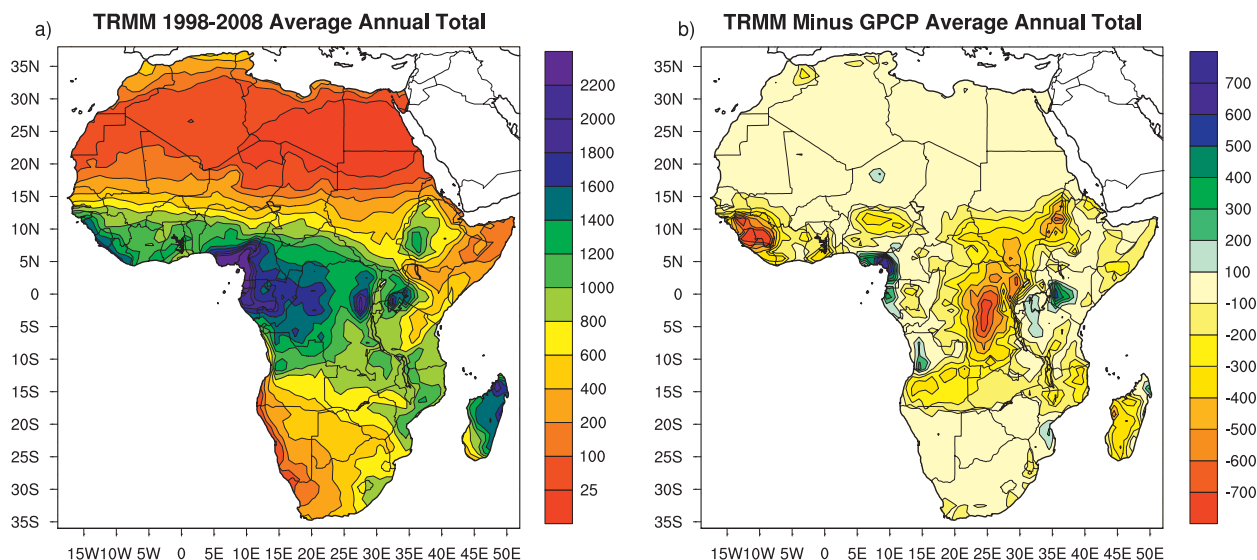 TRMM 1998-2008 Average Annual Total
a)
35N
30N
25N
20N
15N
10N
5N
0
5S
10S
15S
20S
25S
30S
35S
15W 10W 5W 0 5E 10E 15E 20E 25E 30E 35E 40E 45E 50E
2200
2000
1800
1600
1400
1200
1000
800
600
400
200
100
25
TRMM Minus GPCP Average Annual Total
b)
35N
30N
25N
20N
15N
10N
5N
0
5S
10S
15S
20S
25S
30S
35S
15W 10W 5W 0 5E 10E 15E 20E 25E 30E 35E 40E 45E 50E
700
600
500
400
300
200
100
-100
-200
-300
-400
-500
-600
-700